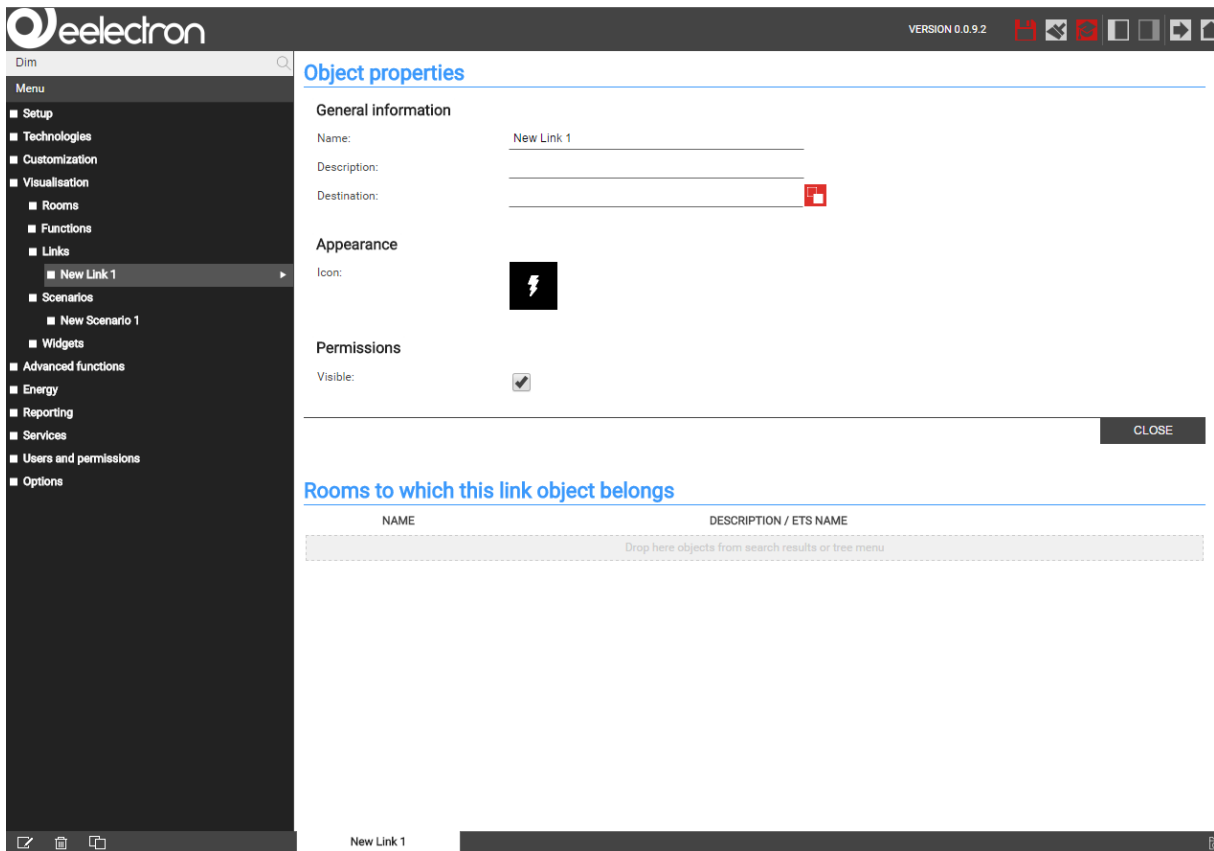 eelectron
VERSION 0.0.9.2
Dim
Menu
Setup
Technologies
Customization
Visualisation
Rooms
Functions
Links
New Link 1
Scenarios
New Scenario 1
Widgets
Advanced functions
Energy
Reporting
Services
Users and permissions
Options
Object properties
General information
Name: New Link 1
Description:
Destination:
Appearance
Icon:
Permissions
Visible:
CLOSE
Rooms to which this link object belongs
NAME DESCRIPTION / ETS NAME
Drop here objects from search results or tree menu
New Link 1